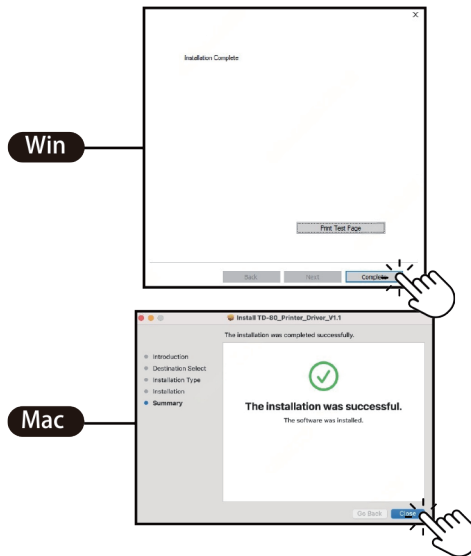 Installation Complete
Win
Print Test Page
Back Next Complete
Install TD-80_Printer_Driver_V1.1
The installation was completed successfully.
Introduction
Destination Select
Installation Type
Installation
Summary
The installation was successful.
The software was installed.
Mac
Go Back Close